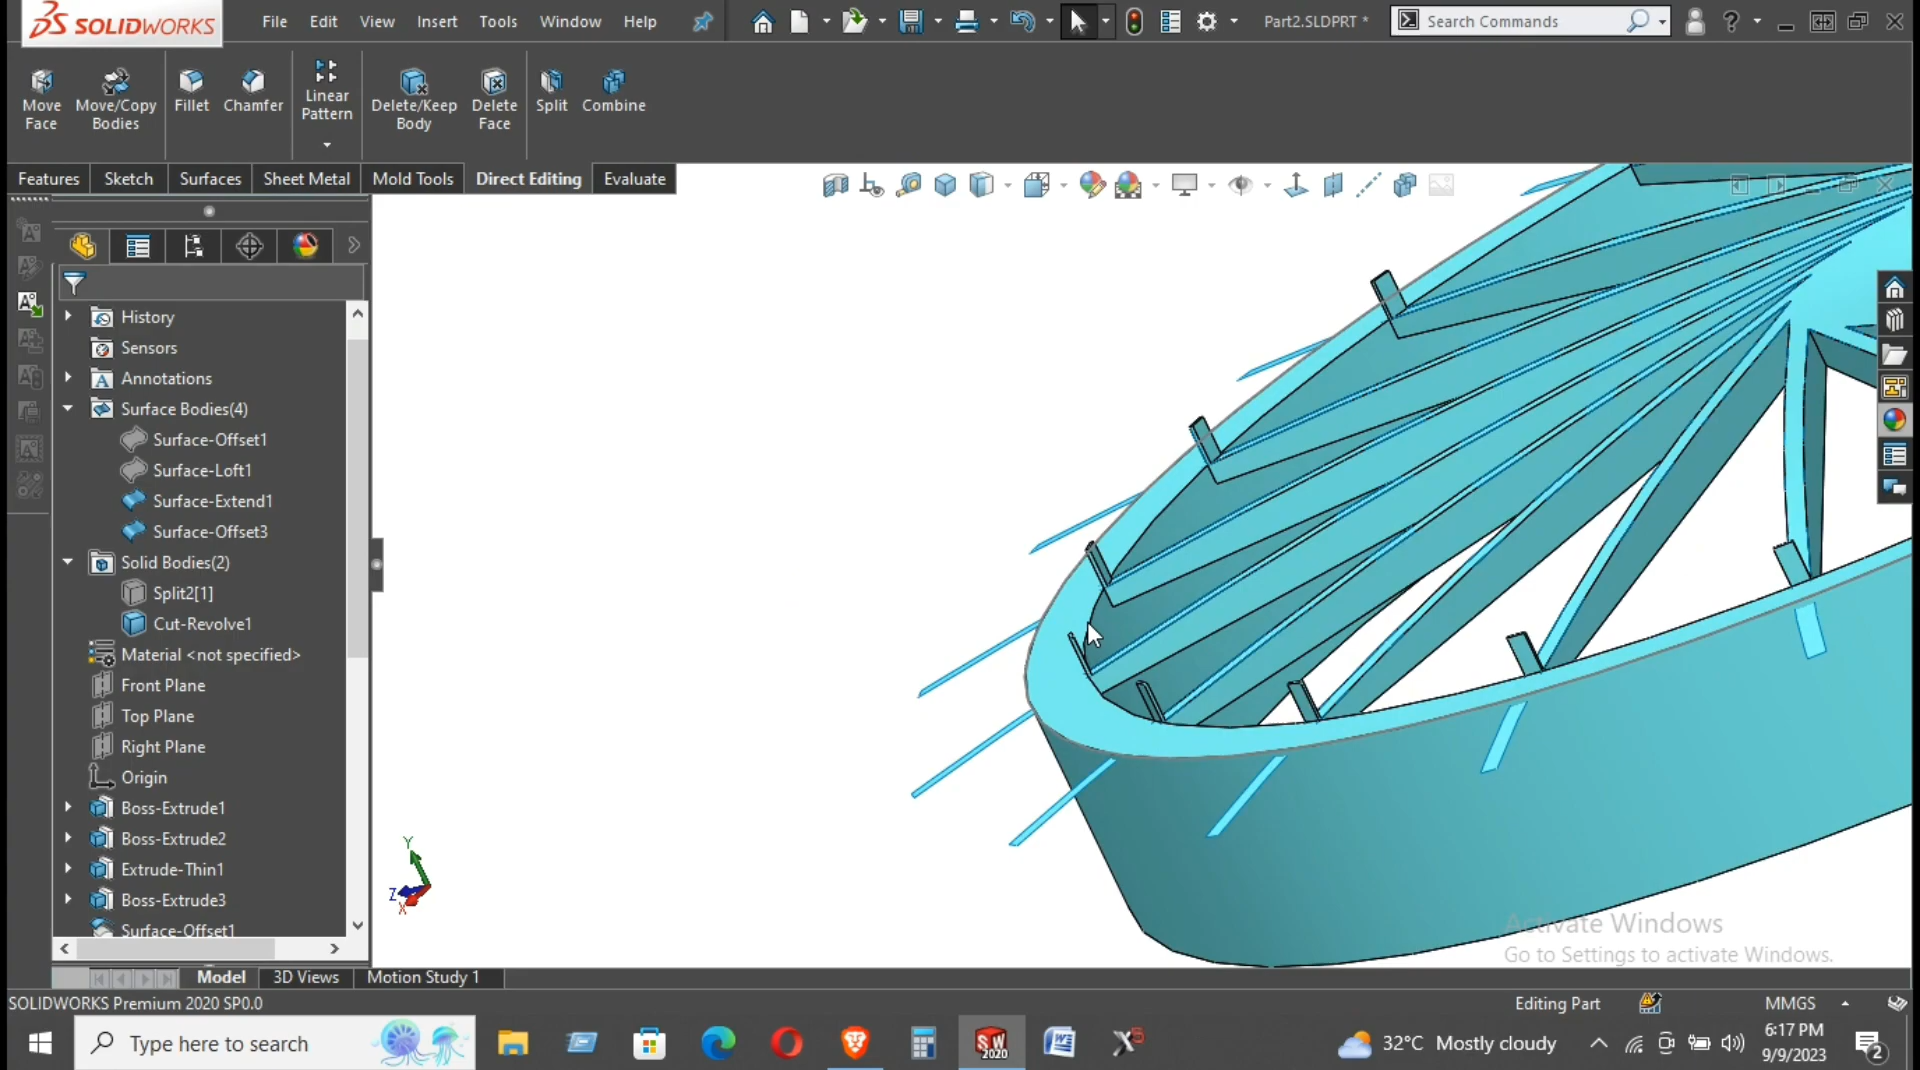 SOLIDWORKS File Edit View Insert Tools Window Help Part2.SLDPRT * Search Commands
Move Face
Move/Copy Bodies
Fillet
Chamfer
Linear Pattern
Delete/Keep Body
Delete Face
Split
Combine
Features Sketch Surfaces Sheet Metal Mold Tools Direct Editing Evaluate
History
Sensors
Annotations
Surface Bodies(4)
Surface-Offset1
Surface-Loft1
Surface-Extend1
Surface-Offset3
Solid Bodies(2)
Split2[1]
Cut-Revolve1
Material <not specified>
Front Plane
Top Plane
Right Plane
Origin
Boss-Extrude1
Boss-Extrude2
Extrude-Thin1
Boss-Extrude3
Surface-Offset1
Y
Z
X
Activate Windows
Go to Settings to activate Windows.
Model 3D Views Motion Study 1
SOLIDWORKS Premium 2020 SP0.0 Editing Part MMGS
Type here to search
SW 2020
32°C Mostly cloudy
6:17 PM
9/9/2023
2